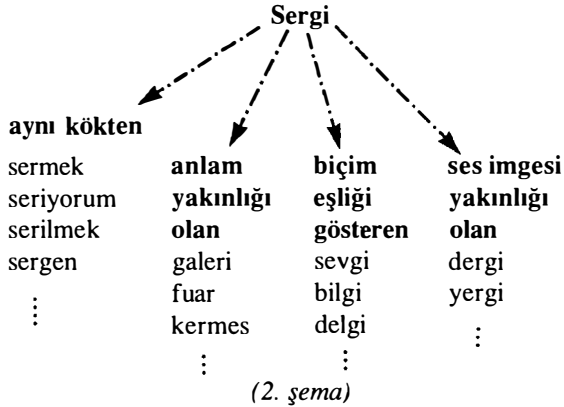 Sergi
aynı kökten
sermek
seriyorum
serilmek
sergen
anlam
yakınlığı
olan
galeri
fuar
kermes
biçim
eşliği
gösteren
sevgi
bilgi
delgi
ses imgesi
yakınlığı
olan
dergi
yergi
(2. şema)